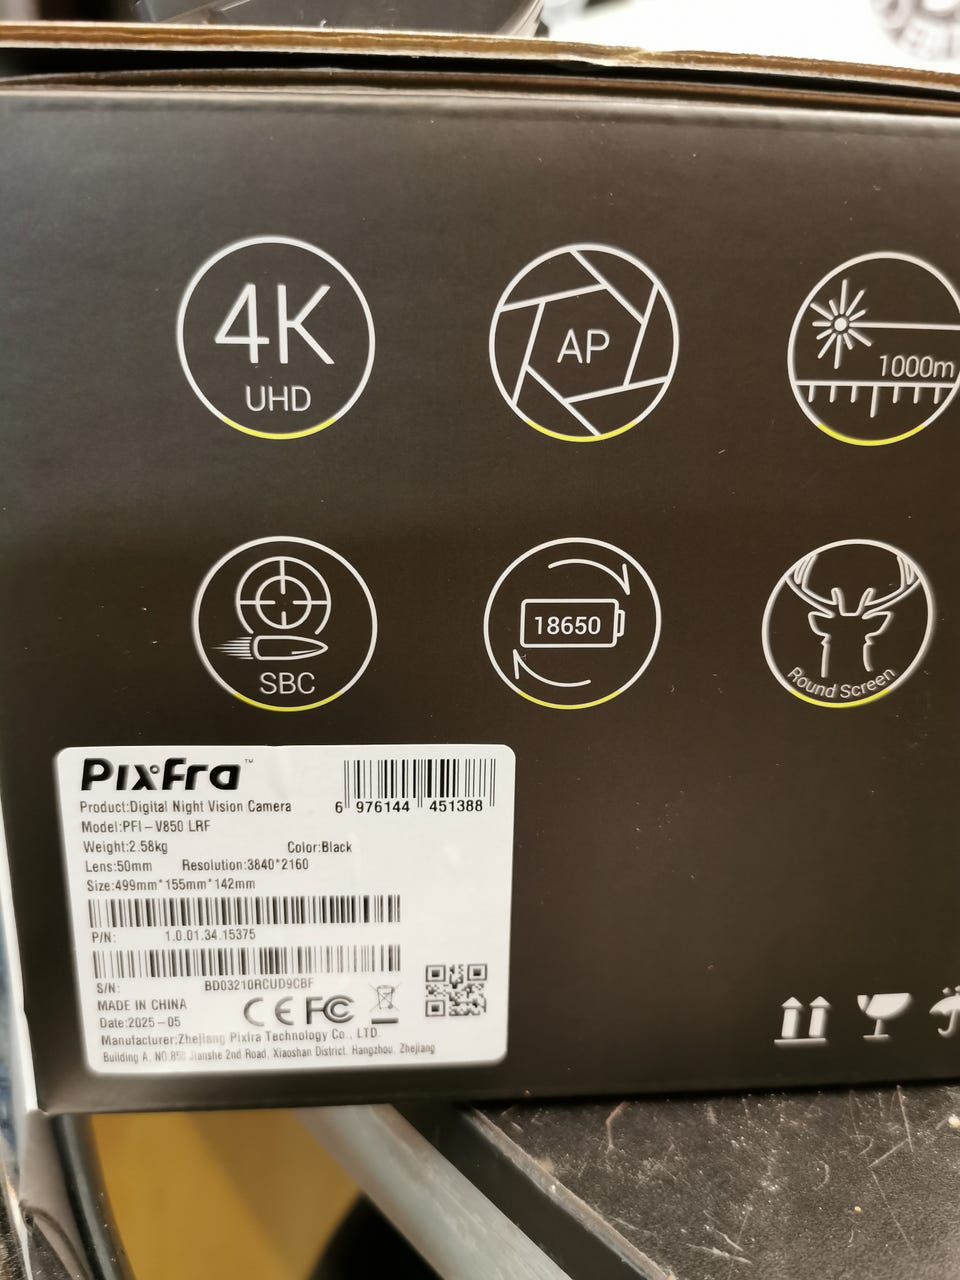 4K
UHD
AP
1000m
SBC
18650
Round Screen
Pixfra™
Product:Digital Night Vision Camera
6 976144 451388
Model:PFI-V850 LRF
Weight:2.58kg Color:Black
Lens:50mm Resolution:3840*2160
Size:499mm*155mm*142mm
P/N: 1.0.01.34.15375
S/N: BD03210RCUD9CBF
MADE IN CHINA
CE FC
Date:2025-05
Manufacturer:Zhejiang Pixfra Technology Co., LTD.
Building A, NO.85 Jianshe 2nd Road, Xiaoshan District, Hangzhou, Zhejiang